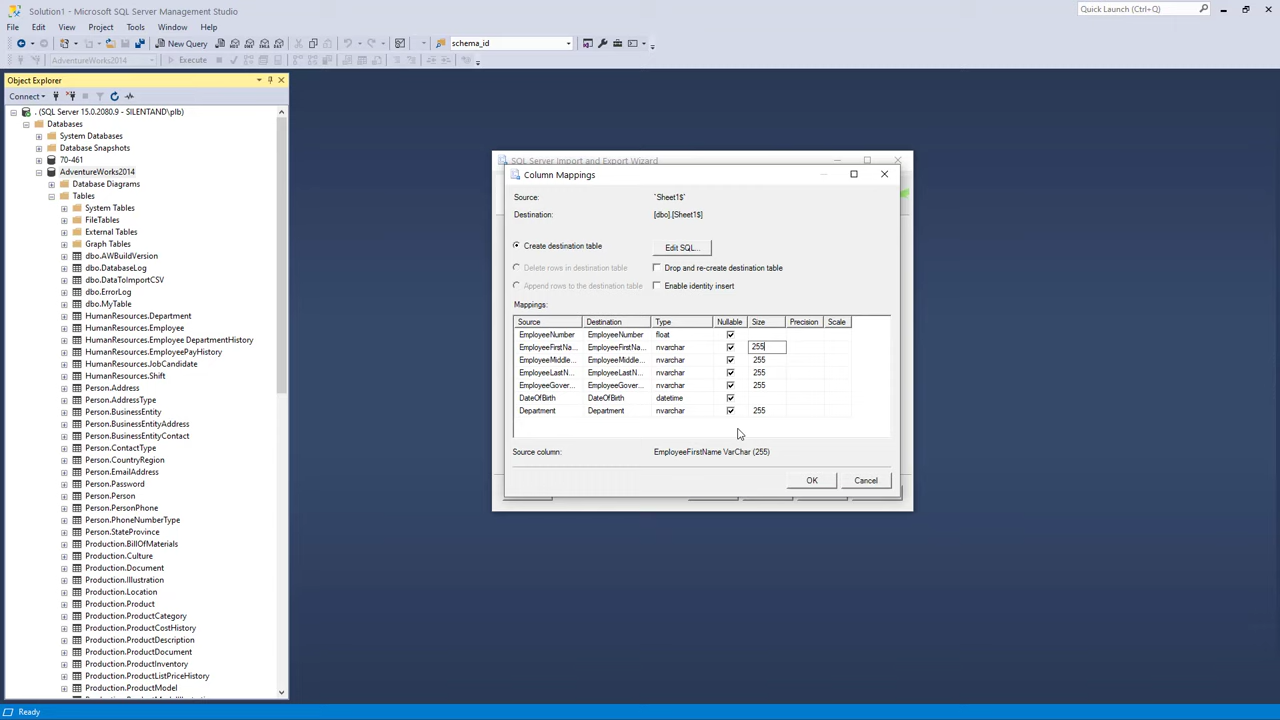 Solution1 - Microsoft SQL Server Management Studio
Quick Launch (Ctrl+Q)
File Edit View Project Tools Window Help
New Query
schema_id
AdventureWorks2014
Execute
Object Explorer
Connect
. (SQL Server 15.0.2080.9 - SILENTAND\plb)
Databases
System Databases
Database Snapshots
70-461
AdventureWorks2014
Database Diagrams
Tables
System Tables
FileTables
External Tables
Graph Tables
dbo.AWBuildVersion
dbo.DatabaseLog
dbo.DataToImportCSV
dbo.ErrorLog
dbo.MyTable
HumanResources.Department
HumanResources.Employee
HumanResources.EmployeeDepartmentHistory
HumanResources.EmployeePayHistory
HumanResources.JobCandidate
HumanResources.Shift
Person.Address
Person.AddressType
Person.BusinessEntity
Person.BusinessEntityAddress
Person.BusinessEntityContact
Person.ContactType
Person.CountryRegion
Person.EmailAddress
Person.Password
Person.Person
Person.PersonPhone
Person.PhoneNumberType
Person.StateProvince
Production.BillOfMaterials
Production.Culture
Production.Document
Production.Illustration
Production.Location
Production.Product
Production.ProductCategory
Production.ProductCostHistory
Production.ProductDescription
Production.ProductDocument
Production.ProductInventory
Production.ProductListPriceHistory
Production.ProductModel
SQL Server Import and Export Wizard
Column Mappings
Source: `Sheet1$`
Destination: [dbo].[Sheet1$]
Create destination table Edit SQL...
Delete rows in destination table Drop and re-create destination table
Append rows to the destination table Enable identity insert
Mappings:
Source Destination Type Nullable Size Precision Scale
EmployeeNumber EmployeeNumber float
EmployeeFirstNa... EmployeeFirstNa... nvarchar 255
EmployeeMiddle... EmployeeMiddle... nvarchar 255
EmployeeLastN... EmployeeLastN... nvarchar 255
EmployeeGover... EmployeeGover... nvarchar 255
DateOfBirth DateOfBirth datetime
Department Department nvarchar 255
Source column: EmployeeFirstName VarChar (255)
OK Cancel
Ready